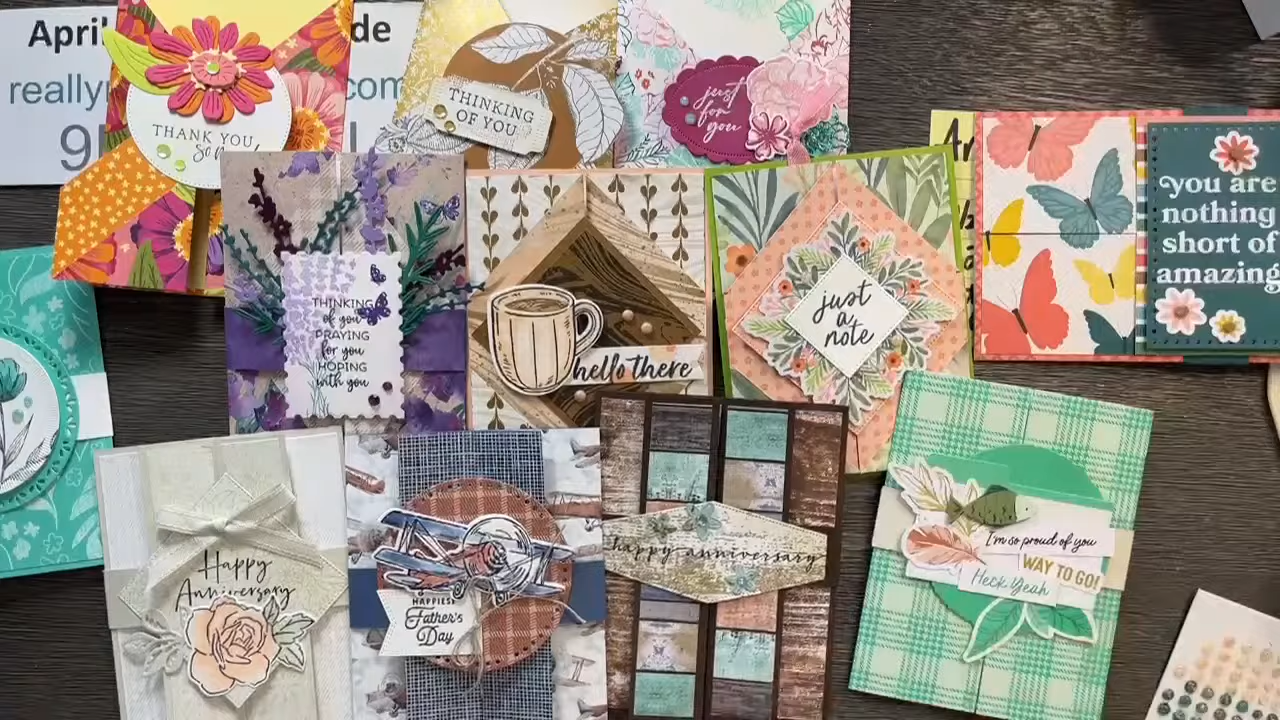 April
de
really
com
9
THANK YOU
So
THINKING
OF YOU
just
for
you
THINKING
of you
PRAYING
for you
HOPING
with you
hello there
just
a
note
you are
nothing
short of
amazing
Happy
Anniversary
HAPPIEST
Father's
Day
happy anniversary
I'm so proud of you
WAY TO GO!
Heck Yeah